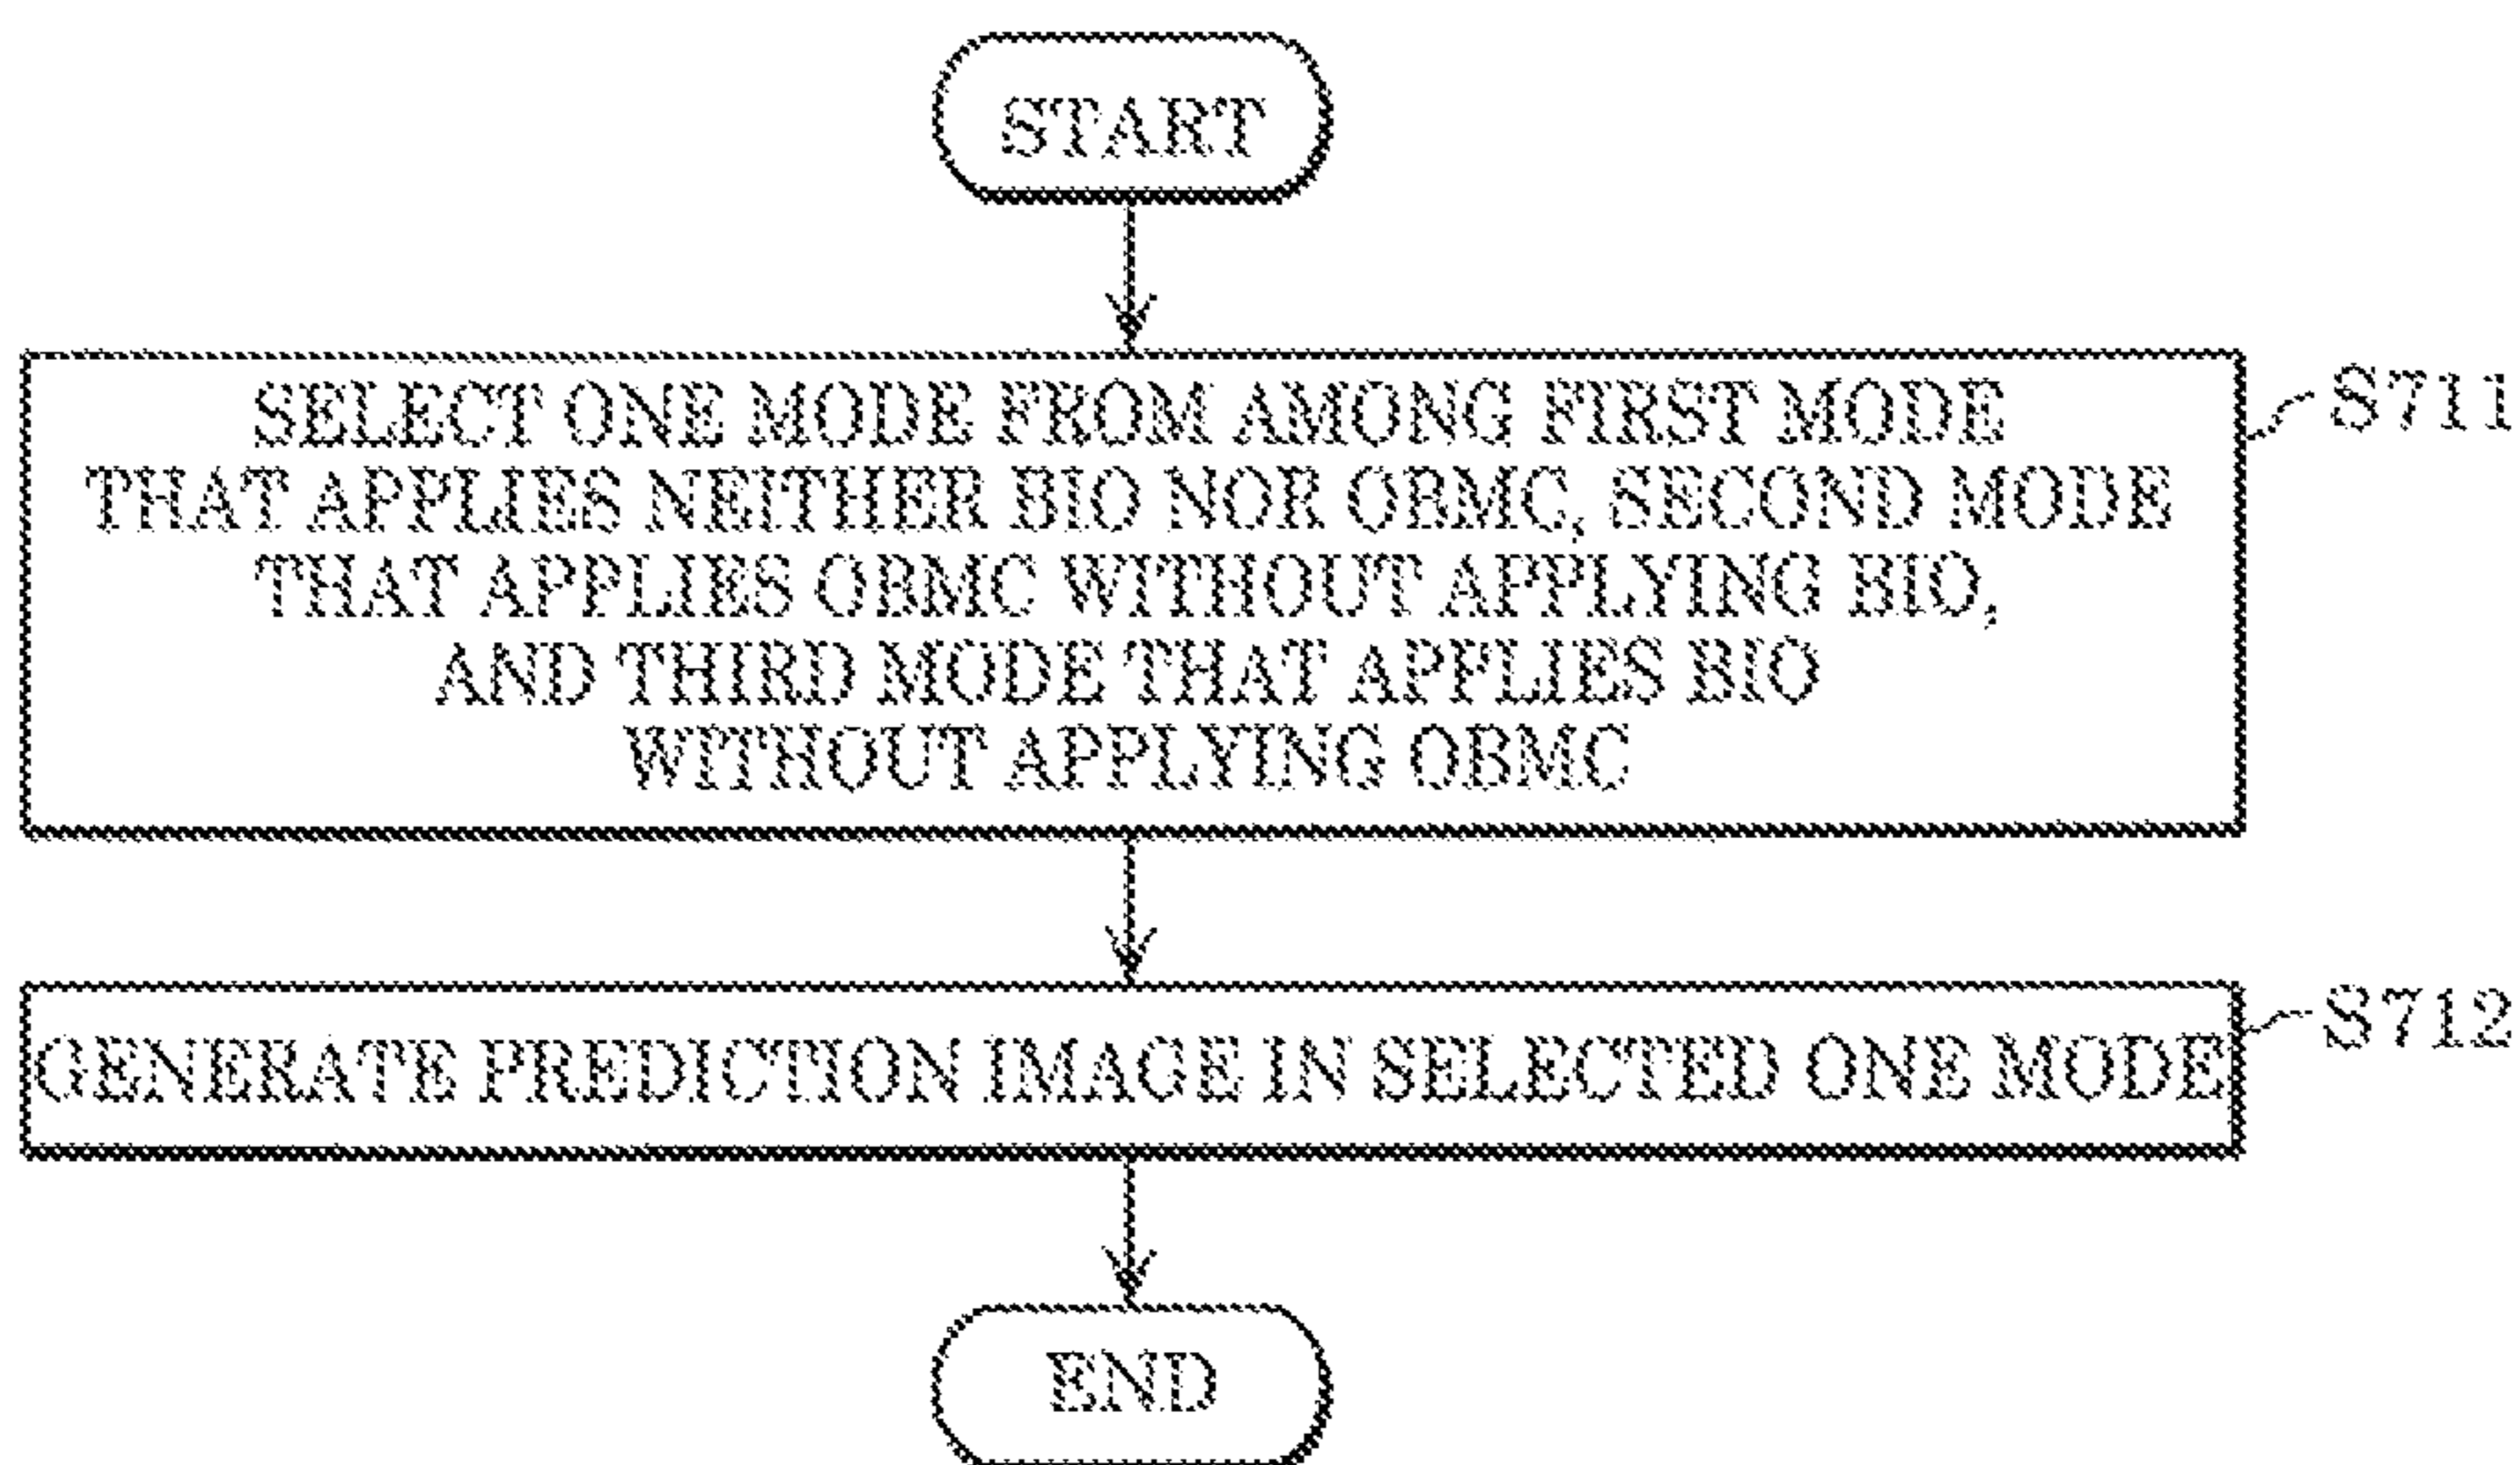 START
SELECT ONE MODE FROM AMONG FIRST MODE
THAT APPLIES NEITHER BIO NOR OBMC, SECOND MODE
THAT APPLIES OBMC WITHOUT APPLYING BIO,
AND THIRD MODE THAT APPLIES BIO
WITHOUT APPLYING OBMC
S711
GENERATE PREDICTION IMAGE IN SELECTED ONE MODE
S712
END